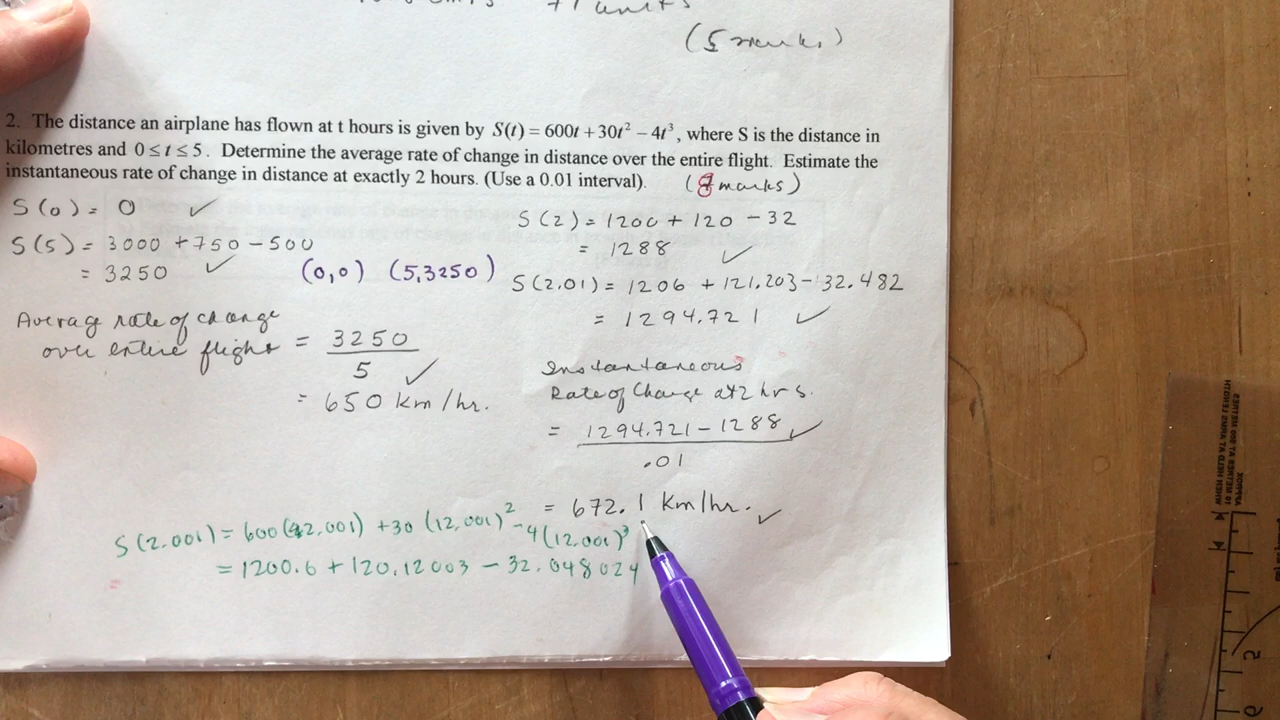 (5 marks)
2. The distance an airplane has flown at t hours is given by S(t) = 600t + 30t² − 4t³, where S is the distance in
kilometres and 0 ≤ t ≤ 5. Determine the average rate of change in distance over the entire flight. Estimate the
instantaneous rate of change in distance at exactly 2 hours. (Use a 0.01 interval). (8 marks)
S(0) = 0 ✓
S(5) = 3000 + 750 − 500
= 3250 ✓
(0,0) (5,3250)
Average rate of change
over entire flight = 3250
5 ✓
= 650 km/hr.
S(2) = 1200 + 120 − 32
= 1288 ✓
S(2.01) = 1206 + 121.203 − 32.482
= 1294.721 ✓
Instantaneous
Rate of Change at 2 hrs.
= 1294.721 − 1288 ✓
.01
= 672.1 km/hr. ✓
S(2.001) = 600(2.001) + 30(12.001)² − 4(12.001)³
= 1200.6 + 120.12003 − 32.048024